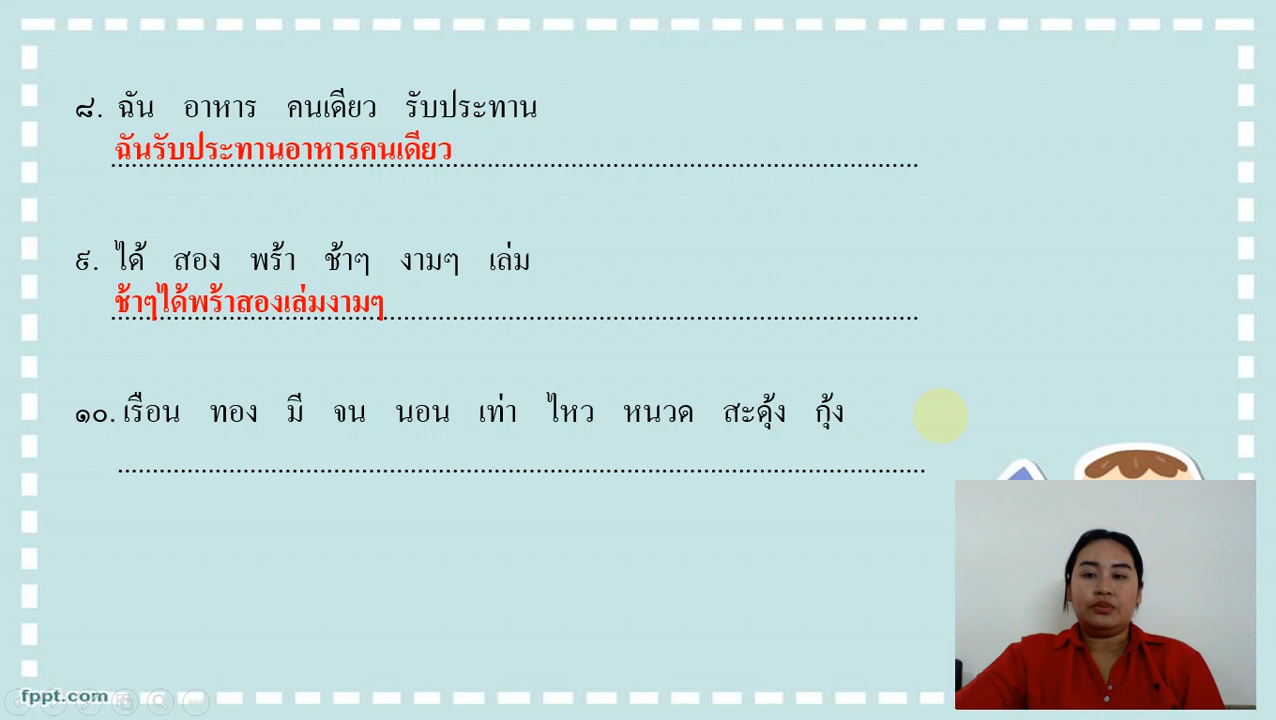 ๘. ฉัน อาหาร คนเดียว รับประทาน
ฉันรับประทานอาหารคนเดียว
๙. ได้ สอง พร้า ช้าๆ งามๆ เล่ม
ช้าๆได้พร้าสองเล่มงามๆ
๑๐. เรือน ทอง มี จน นอน เท่า ไหว หนวด สะดุ้ง กุ้ง
fppt.com